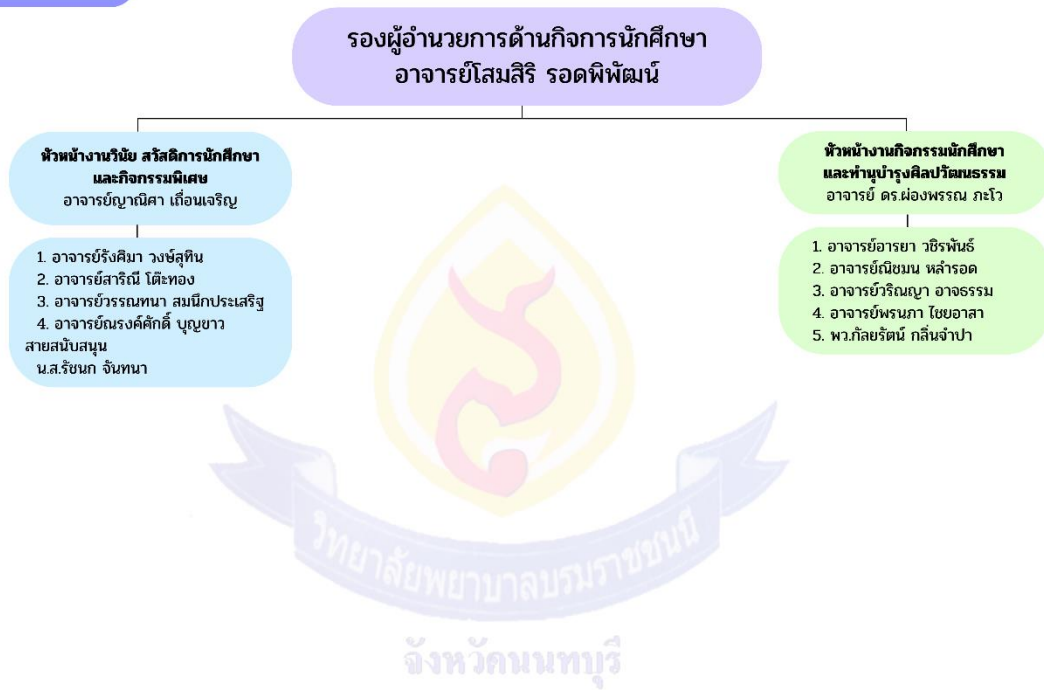 รองผู้อำนวยการด้านกิจการนักศึกษา
อาจารย์โสมสิริ รอดพิพัฒน์
หัวหน้างานวินัย สวัสดิการนักศึกษา
และกิจกรรมพิเศษ
อาจารย์ญาณิศา เถื่อนเจริญ
1. อาจารย์รังศิมา วงษ์สุทิน
2. อาจารย์สาริณี โต๊ะทอง
3. อาจารย์วรรณทนา สมนึกประเสริฐ
4. อาจารย์ณรงค์ศักดิ์ บุญขาว
สายสนับสนุน
น.ส.รัชนก จันทนา
หัวหน้างานกิจกรรมนักศึกษา
และทำนุบำรุงศิลปวัฒนธรรม
อาจารย์ ดร.ผ่องพรรณ ภะโว
1. อาจารย์อารยา วชิรพันธ์
2. อาจารย์ณิชมน หลำรอด
3. อาจารย์วริณญา อาจธรรม
4. อาจารย์พรนภา ไชยอาสา
5. พว.กัลยรัตน์ กลิ่นจำปา
วิทยาลัยพยาบาลบรมราชชนนี
จังหวัดนนทบุรี